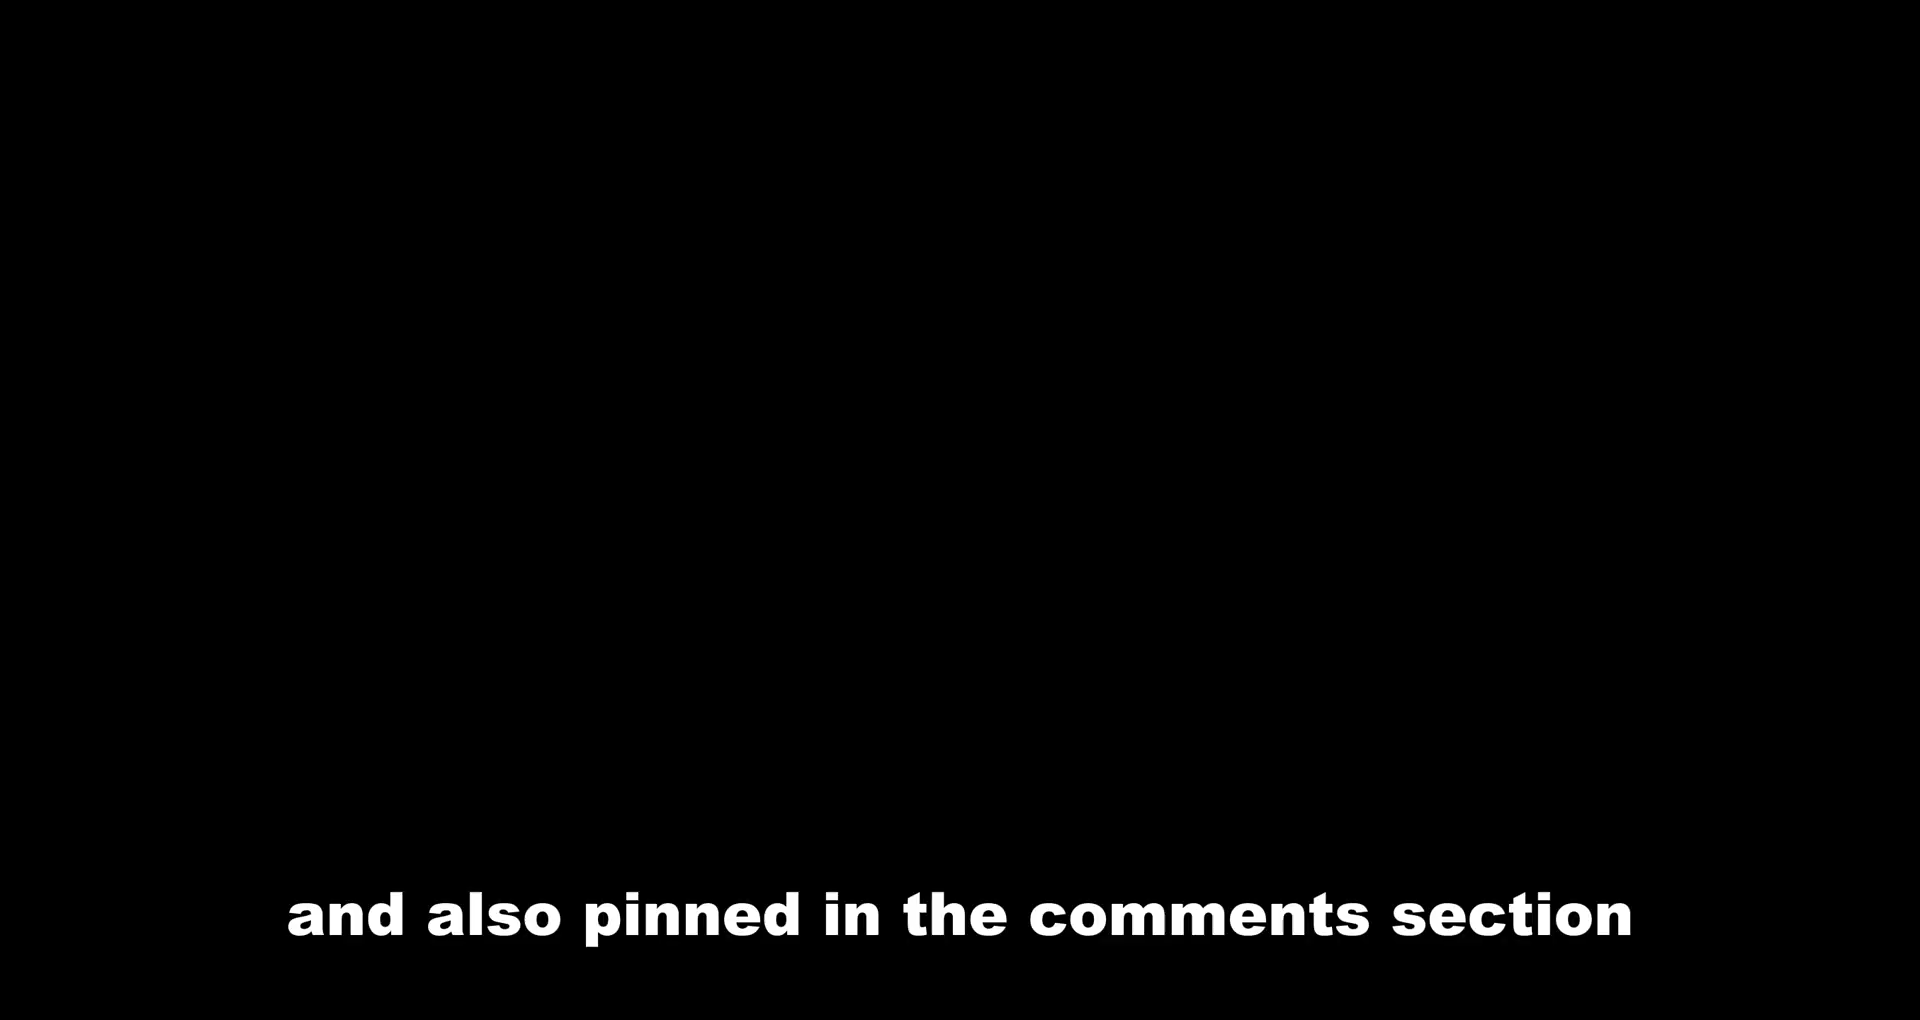 and also pinned in the comments section